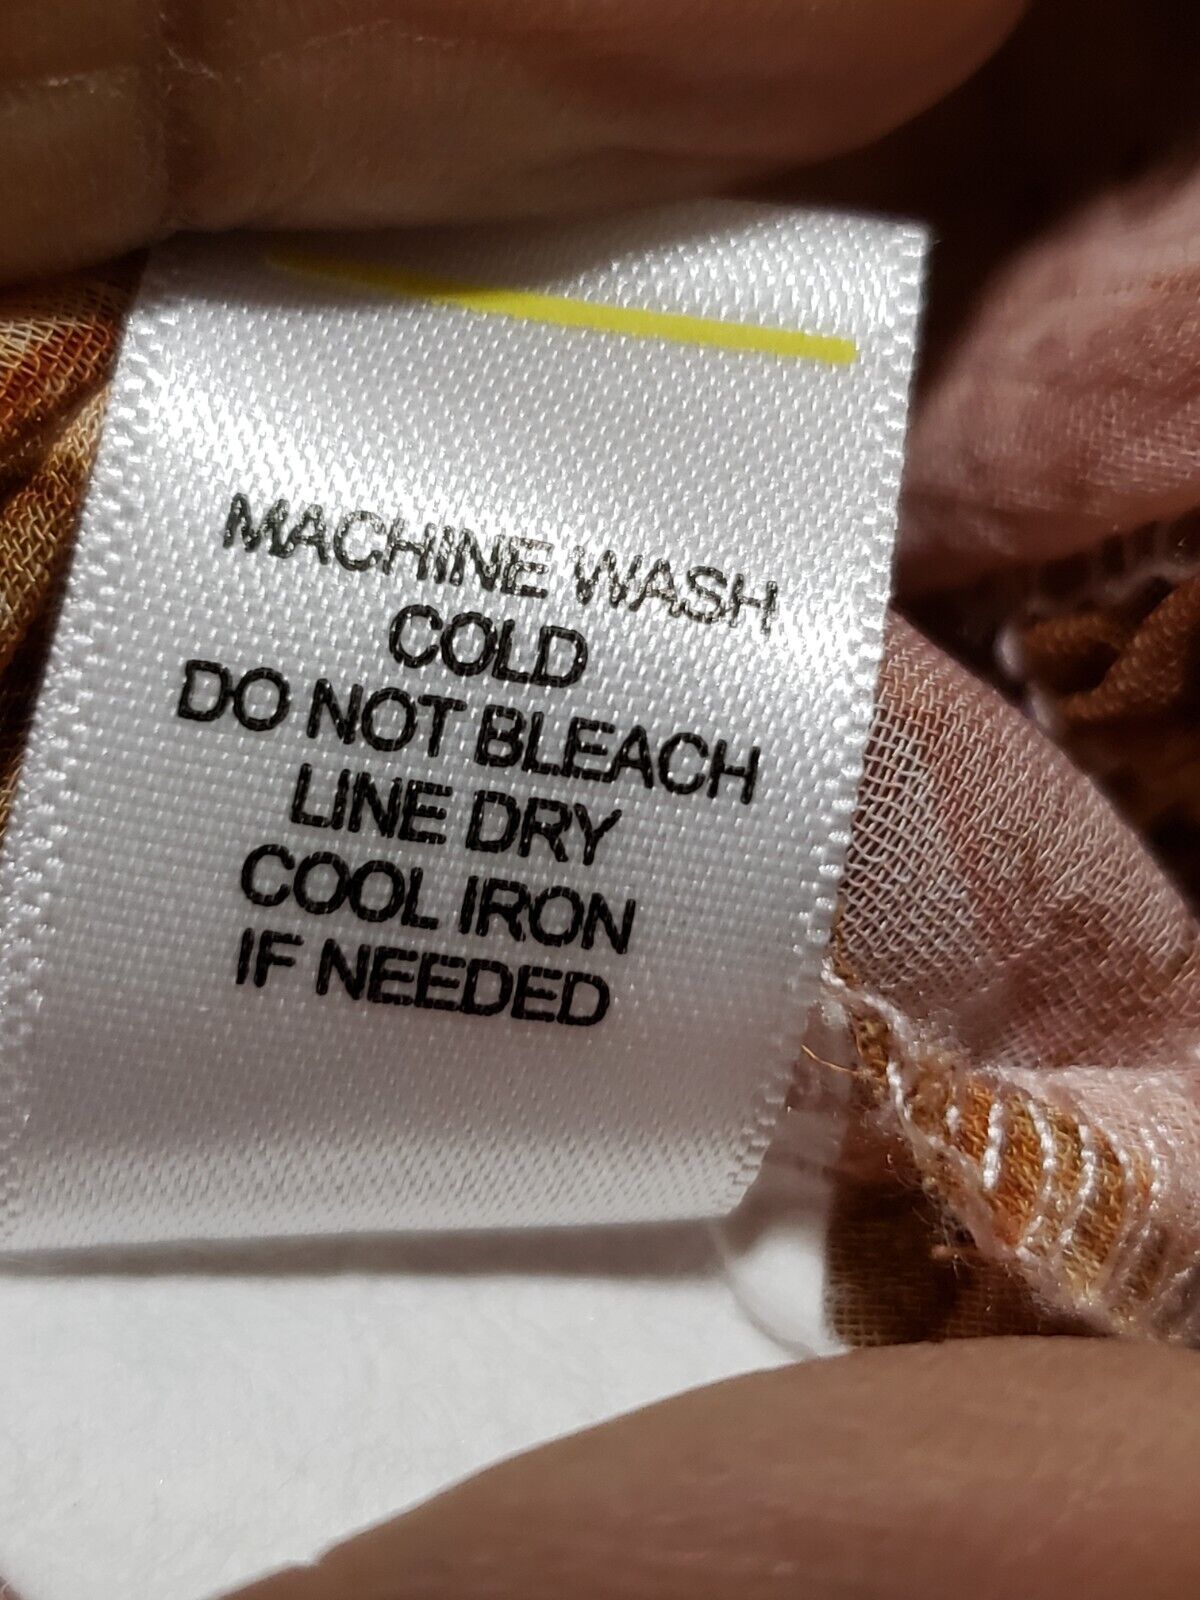 MACHINE WASH
COLD
DO NOT BLEACH
LINE DRY
COOL IRON
IF NEEDED